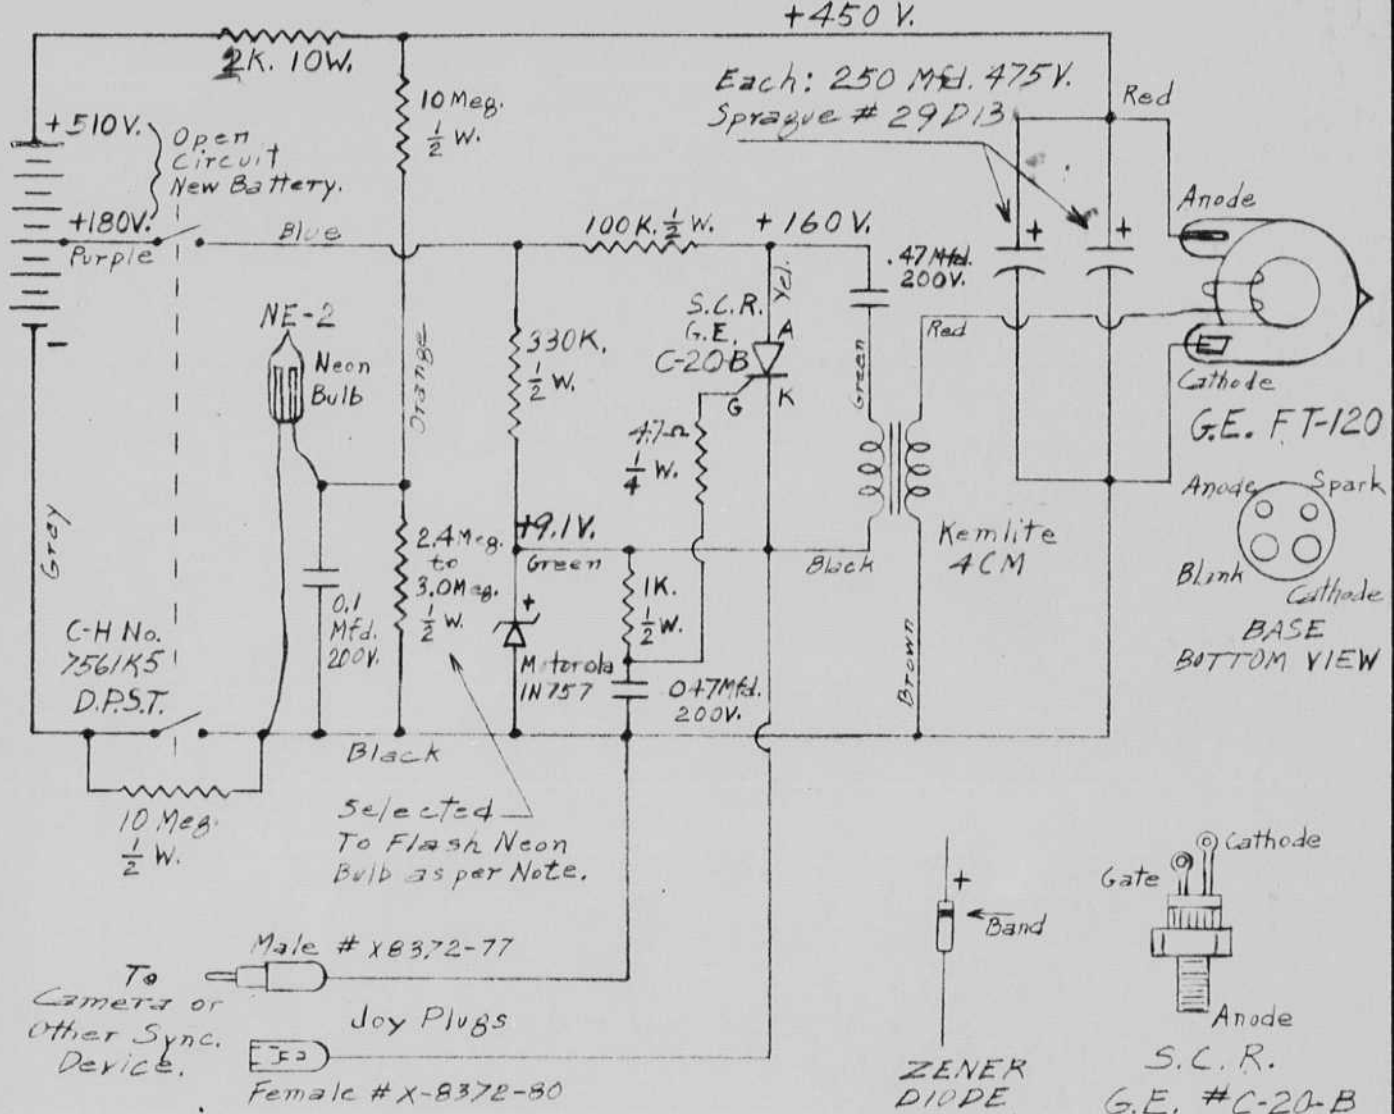 +450 V.
2K. 10W.
Each: 250 Mfd. 475V.
Sprague # 29D13
Red
10 Meg.
1/2 W.
+510V.
Open
Circuit
New Battery.
+180V.
Purple
Blue
100K. 1/2 W.
+ 160 V.
Anode
+
+
.47 Mfd.
200V.
Yel.
S.C.R.
G.E.
C-20-B
A
K
G
Red
Cathode
G.E. FT-120
NE-2
Neon
Bulb
Orange
330K.
1/2 W.
Green
47Ω
1/4 W.
-
Grey
Anode
Spark
Blink
Cathode
BASE
BOTTOM VIEW
Kemlite
4CM
+9.1V.
Green
Black
2.4 Meg.
to
3.0 Meg.
1/2 W.
1K.
1/2 W.
0.1
Mfd.
200V.
+
Motorola
1N757
047 Mfd.
200V.
Brown
C-H No.
7561K5
D.P.S.T.
Black
10 Meg.
1/2 W.
Selected
To Flash Neon
Bulb as per Note.
Male # X8372-77
To
Camera or
Other Sync.
Device.
Joy Plugs
Female # X-8372-80
+
Band
ZENER
DIODE
Cathode
Gate
Anode
S.C.R.
G.E. #C-20-B